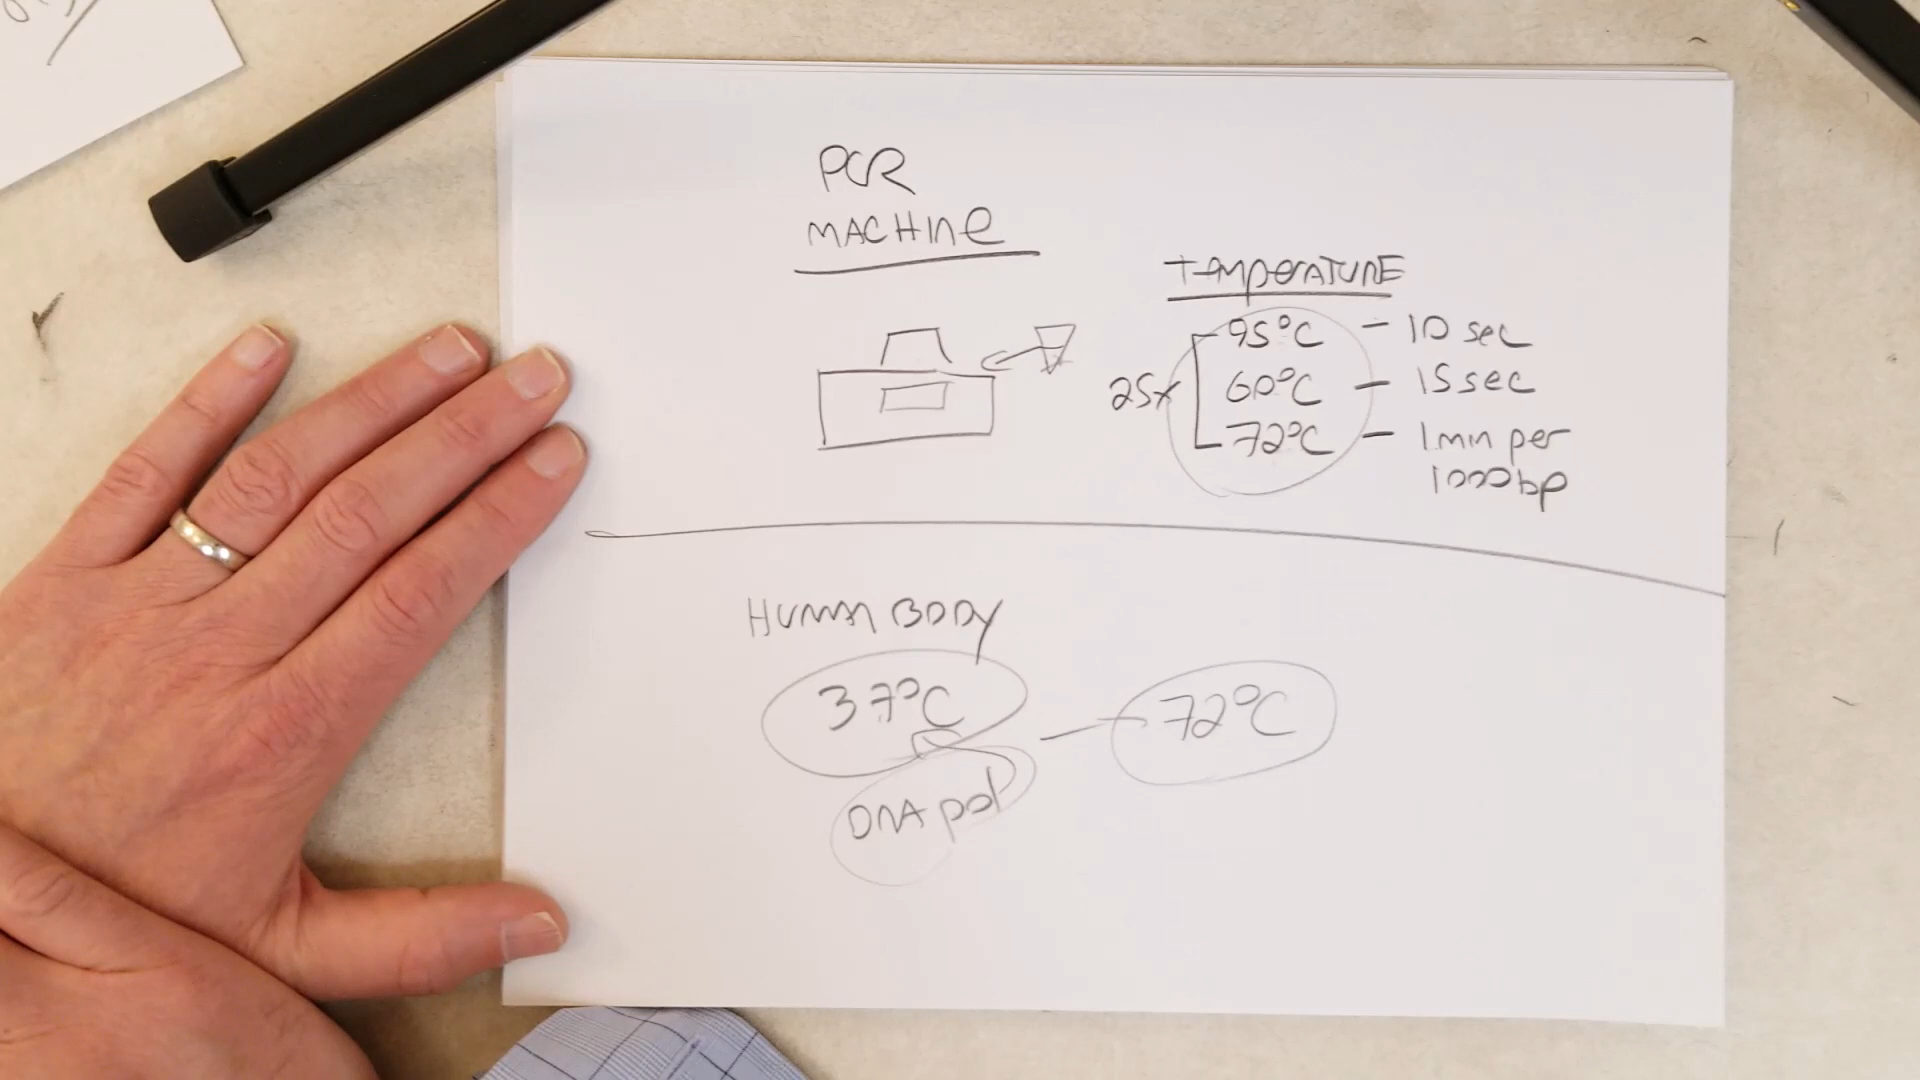 PCR
MACHINE
TEMPERATURE
95°C – 10 sec
25x 60°C – 15 sec
72°C – 1 min per
1000 bp
HUMAN BODY
37°C – 72°C
DNA pol